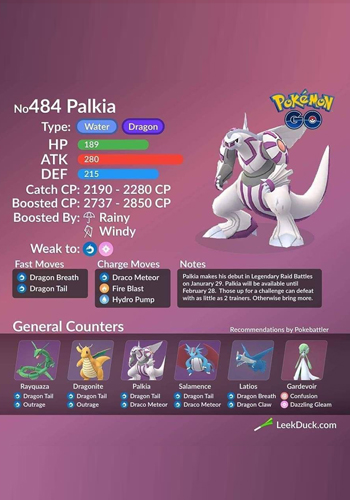 POKÉMON
GO
No484 Palkia
Type: Water Dragon
HP 189
ATK 280
DEF 215
Catch CP: 2190 - 2280 CP
Boosted CP: 2737 - 2850 CP
Boosted By: Rainy
Windy
Weak to:
Fast Moves
Dragon Breath
Dragon Tail
Charge Moves
Draco Meteor
Fire Blast
Hydro Pump
Notes
Palkia makes his debut in Legendary Raid Battles
on Janurary 29. Palkia will be available until
February 28. Those up for a challenge can defeat
with as little as 2 trainers. Otherwise bring more.
General Counters
Recommendations by Pokebattler
Rayquaza Dragonite Palkia Salamence Latios Gardevoir
Dragon Tail Dragon Tail Dragon Tail Dragon Tail Dragon Breath Confusion
Outrage Outrage Draco Meteor Draco Meteor Dragon Claw Dazzling Gleam
LeekDuck.com